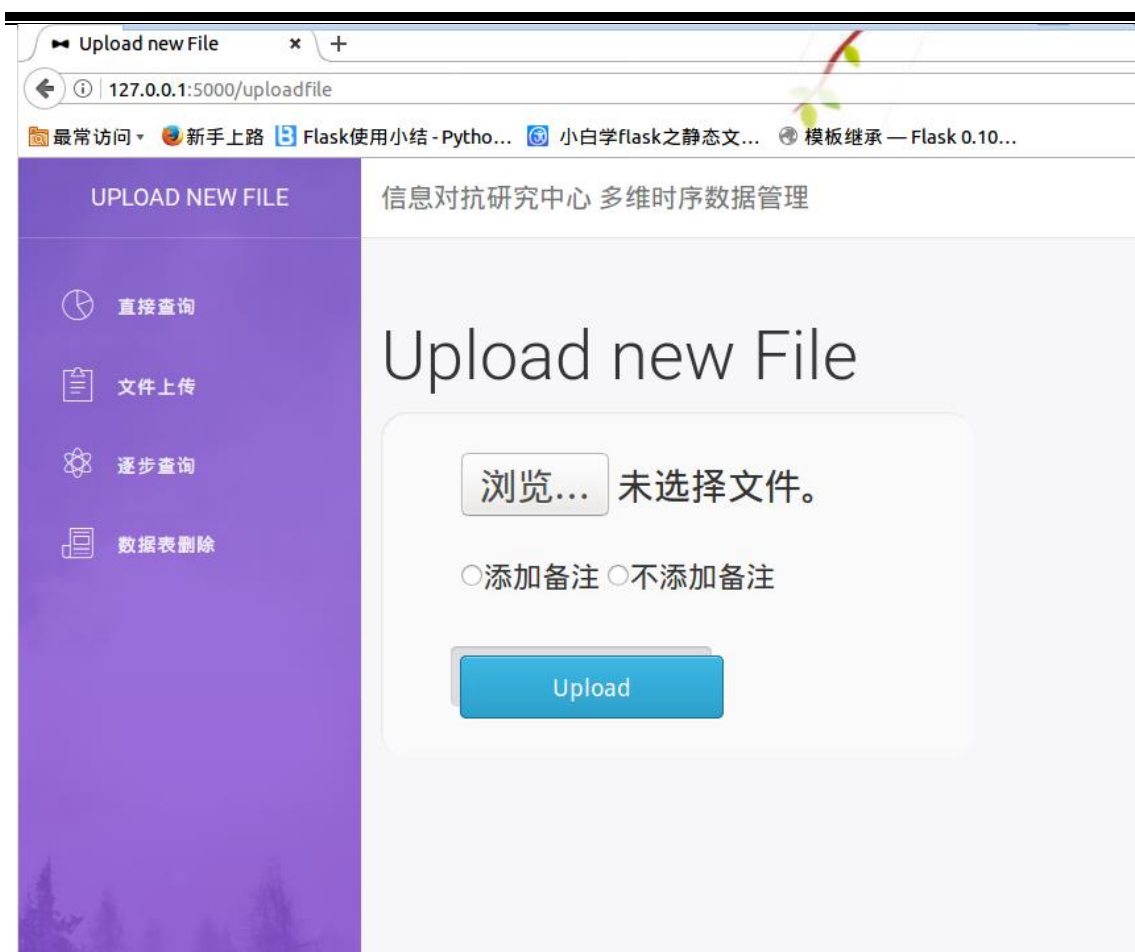 Upload new File × +
127.0.0.1:5000/uploadfile
最常访问 新手上路 Flask使用小结 - Pytho... 小白学flask之静态文... 模板继承 — Flask 0.10...
UPLOAD NEW FILE
信息对抗研究中心 多维时序数据管理
直接查询
文件上传
逐步查询
数据表删除
Upload new File
浏览... 未选择文件。
添加备注 不添加备注
Upload